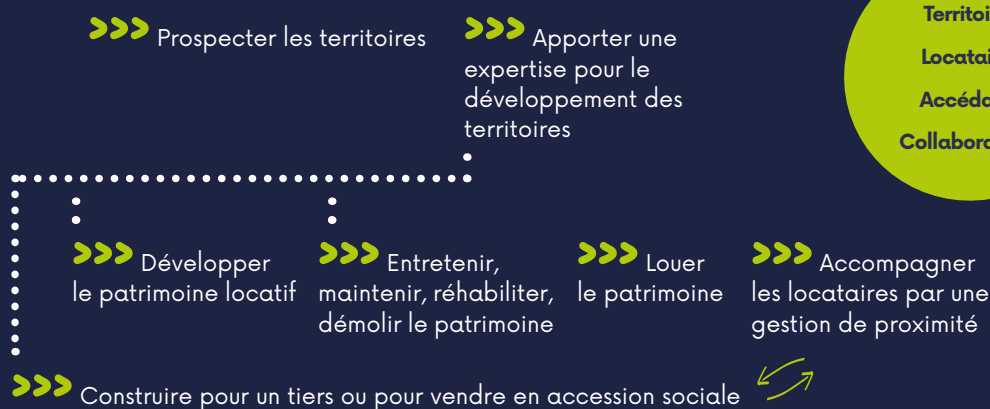 >>> Prospecter les territoires
>>> Apporter une
expertise pour le
développement des
territoires
>>> Développer
le patrimoine locatif
>>> Entretenir,
maintenir, réhabiliter,
démolir le patrimoine
>>> Louer
le patrimoine
>>> Accompagner
les locataires par une
gestion de proximité
>>> Construire pour un tiers ou pour vendre en accession sociale